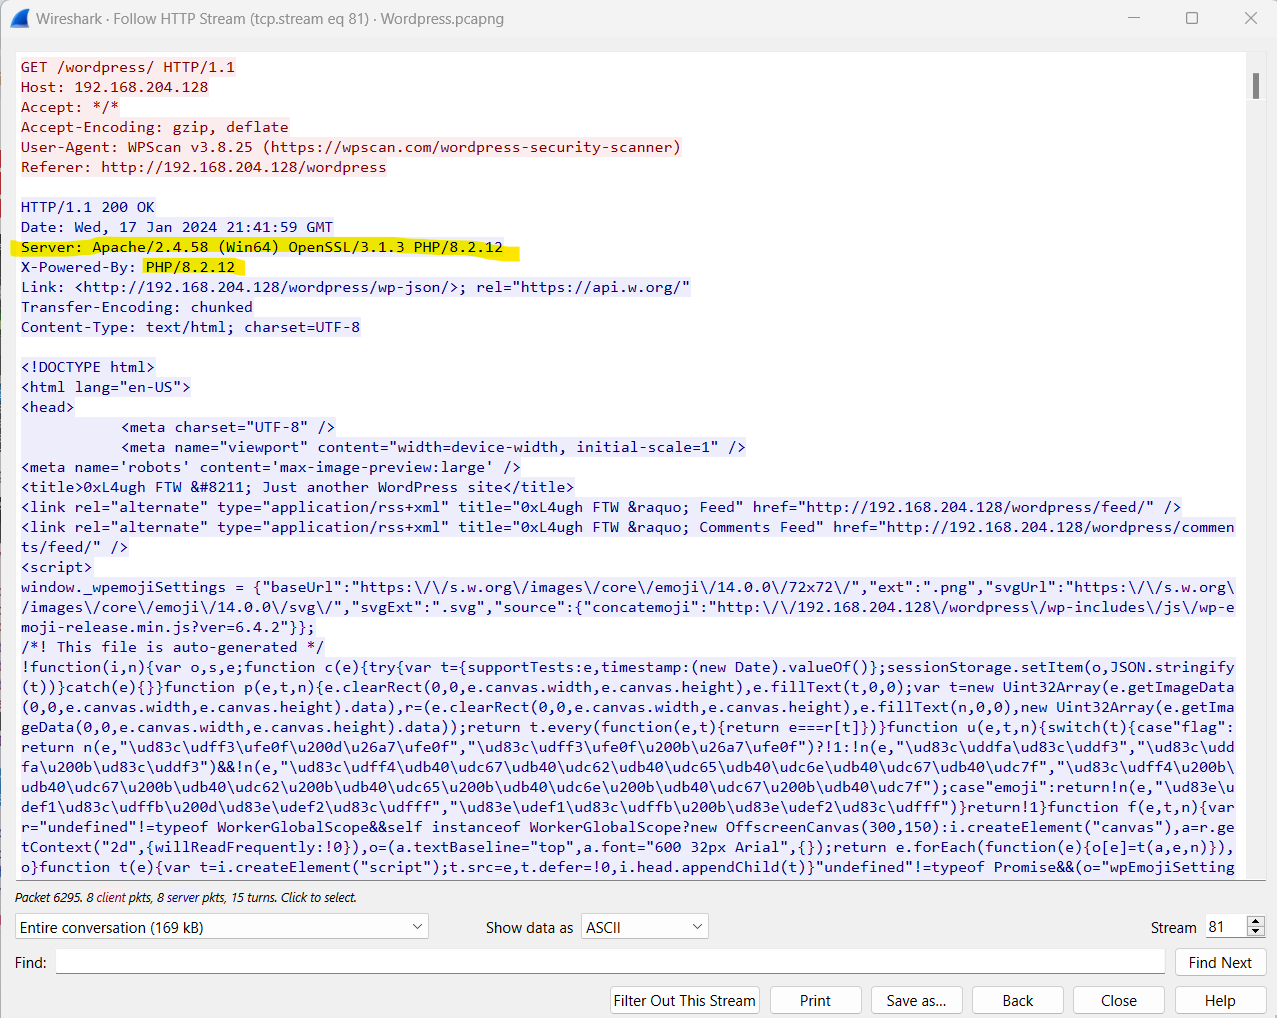 Wireshark · Follow HTTP Stream (tcp.stream eq 81) · Wordpress.pcapng
GET /wordpress/ HTTP/1.1
Host: 192.168.204.128
Accept: */*
Accept-Encoding: gzip, deflate
User-Agent: WPScan v3.8.25 (https://wpscan.com/wordpress-security-scanner)
Referer: http://192.168.204.128/wordpress
HTTP/1.1 200 OK
Date: Wed, 17 Jan 2024 21:41:59 GMT
Server: Apache/2.4.58 (Win64) OpenSSL/3.1.3 PHP/8.2.12
X-Powered-By: PHP/8.2.12
Link: <http://192.168.204.128/wordpress/wp-json/>; rel="https://api.w.org/"
Transfer-Encoding: chunked
Content-Type: text/html; charset=UTF-8
<!DOCTYPE html>
<html lang="en-US">
<head>
<meta charset="UTF-8" />
<meta name="viewport" content="width=device-width, initial-scale=1" />
<meta name='robots' content='max-image-preview:large' />
<title>0xL4ugh FTW &#8211; Just another WordPress site</title>
<link rel="alternate" type="application/rss+xml" title="0xL4ugh FTW &raquo; Feed" href="http://192.168.204.128/wordpress/feed/" />
<link rel="alternate" type="application/rss+xml" title="0xL4ugh FTW &raquo; Comments Feed" href="http://192.168.204.128/wordpress/commen
ts/feed/" />
<script>
window._wpemojiSettings = {"baseUrl":"https:\/\/s.w.org\/images\/core\/emoji\/14.0.0\/72x72\/","ext":".png","svgUrl":"https:\/\/s.w.org\
/images\/core\/emoji\/14.0.0\/svg\/","svgExt":".svg","source":{"concatemoji":"http:\/\/192.168.204.128\/wordpress\/wp-includes\/js\/wp-e
moji-release.min.js?ver=6.4.2"}};
/*! This file is auto-generated */
!function(i,n){var o,s,e;function c(e){try{var t={supportTests:e,timestamp:(new Date).valueOf()};sessionStorage.setItem(o,JSON.stringify
(t))}catch(e){}}function p(e,t,n){e.clearRect(0,0,e.canvas.width,e.canvas.height),e.fillText(t,0,0);var t=new Uint32Array(e.getImageData
(0,0,e.canvas.width,e.canvas.height).data),r=(e.clearRect(0,0,e.canvas.width,e.canvas.height),e.fillText(n,0,0),new Uint32Array(e.getIma
geData(0,0,e.canvas.width,e.canvas.height).data));return t.every(function(e,t){return e===r[t]})}function u(e,t,n){switch(t){case"flag":
return n(e,"\ud83c\udff3\ufe0f\u200d\u26a7\ufe0f","\ud83c\udff3\ufe0f\u200b\u26a7\ufe0f")?!1:!n(e,"\ud83c\uddfa\ud83c\uddf3","\ud83c\udd
fa\u200b\ud83c\uddf3")&&!n(e,"\ud83c\udff4\udb40\udc67\udb40\udc62\udb40\udc65\udb40\udc6e\udb40\udc67\udb40\udc7f","\ud83c\udff4\u200b\
udb40\udc67\u200b\udb40\udc62\u200b\udb40\udc65\u200b\udb40\udc6e\u200b\udb40\udc67\u200b\udb40\udc7f");case"emoji":return!n(e,"\ud83e\u
def1\ud83c\udffb\u200d\ud83e\udef2\ud83c\udfff","\ud83e\udef1\ud83c\udffb\u200b\ud83e\udef2\ud83c\udfff")}return!1}function f(e,t,n){var
r="undefined"!=typeof WorkerGlobalScope&&self instanceof WorkerGlobalScope?new OffscreenCanvas(300,150):i.createElement("canvas"),a=r.ge
tContext("2d",{willReadFrequently:!0}),o=(a.textBaseline="top",a.font="600 32px Arial",{});return e.forEach(function(e){o[e]=t(a,e,n)}),
o}function t(e){var t=i.createElement("script");t.src=e,t.defer=!0,i.head.appendChild(t)}"undefined"!=typeof Promise&&(o="wpEmojiSetting
Packet 6295. 8 client pkts, 8 server pkts, 15 turns. Click to select.
Entire conversation (169 kB) Show data as ASCII Stream 81
Find: Find Next
Filter Out This Stream Print Save as... Back Close Help